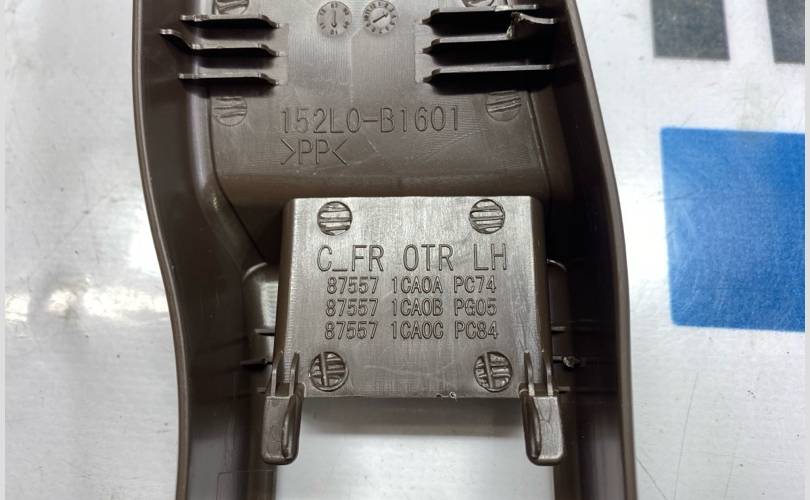 152L0-B1601
>PP<
C_FR OTR LH
87557 1CA0A PC74
87557 1CA0B PG05
87557 1CA0C PC84